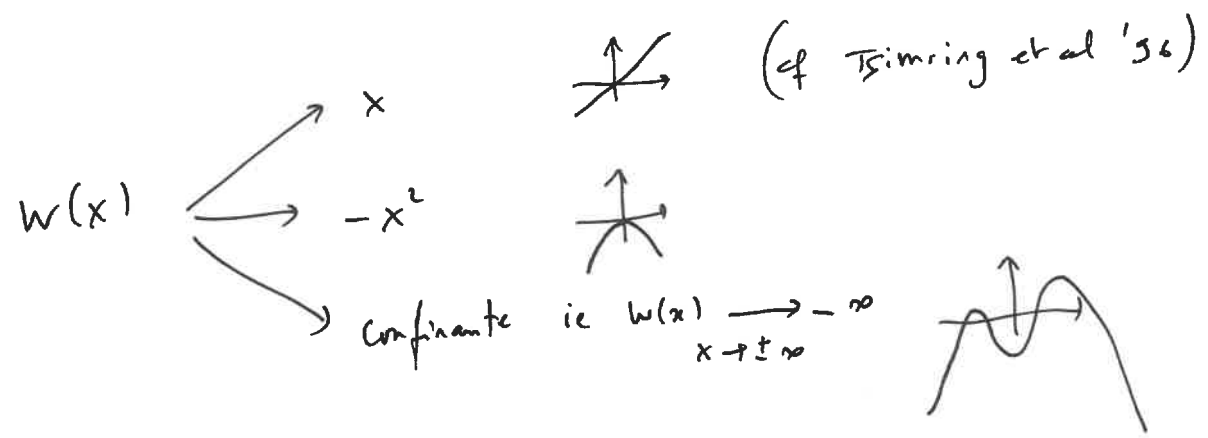 x (cf Tsimring et al '96)
W(x) - x²
confinante ie W(x) → - ∞
x → ± ∞